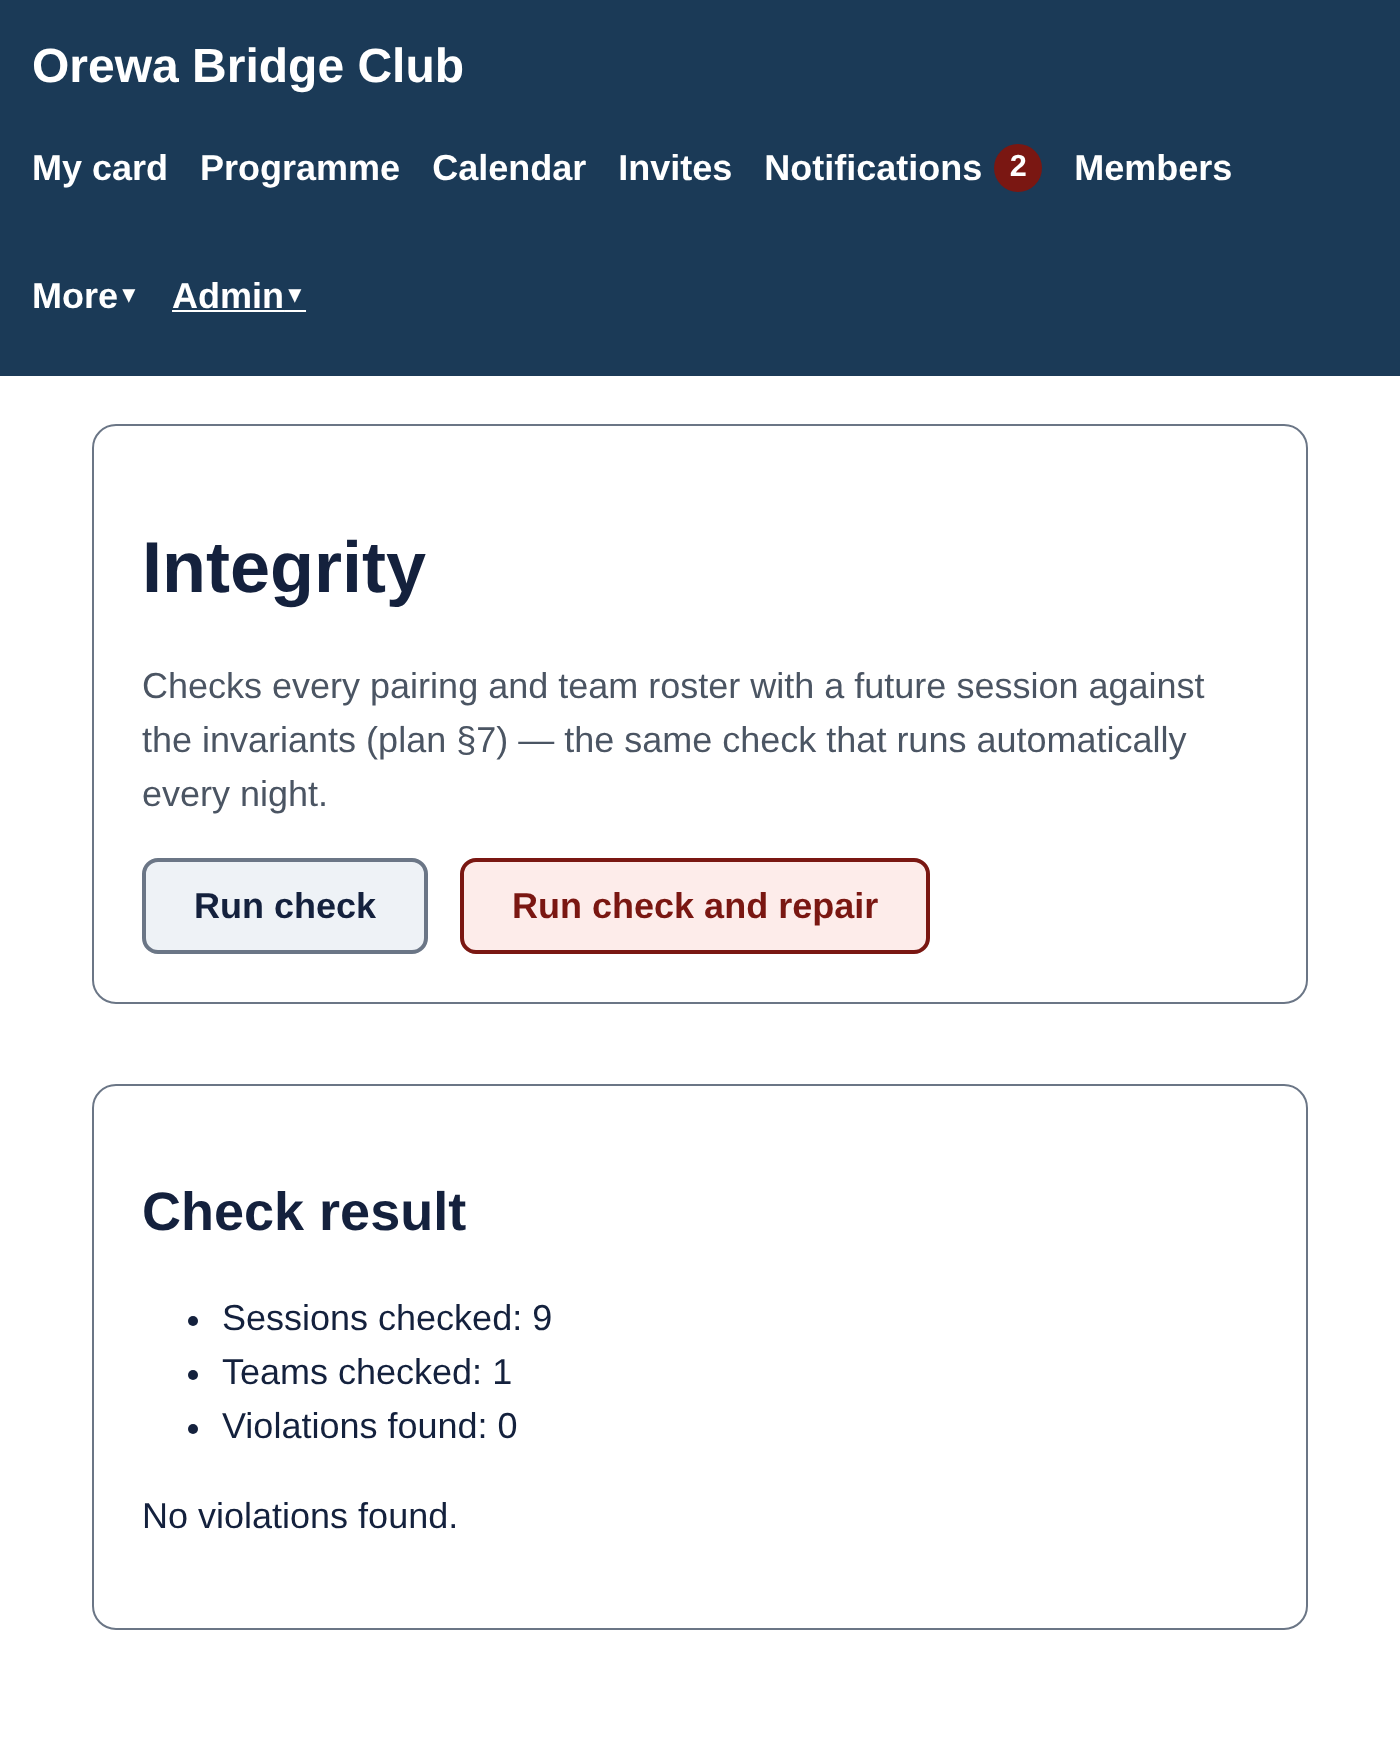 Orewa Bridge Club
My card Programme Calendar Invites Notifications 2 Members
More ▾ Admin ▾
Integrity
Checks every pairing and team roster with a future session against
the invariants (plan §7) — the same check that runs automatically
every night.
Run check Run check and repair
Check result
• Sessions checked: 9
• Teams checked: 1
• Violations found: 0
No violations found.